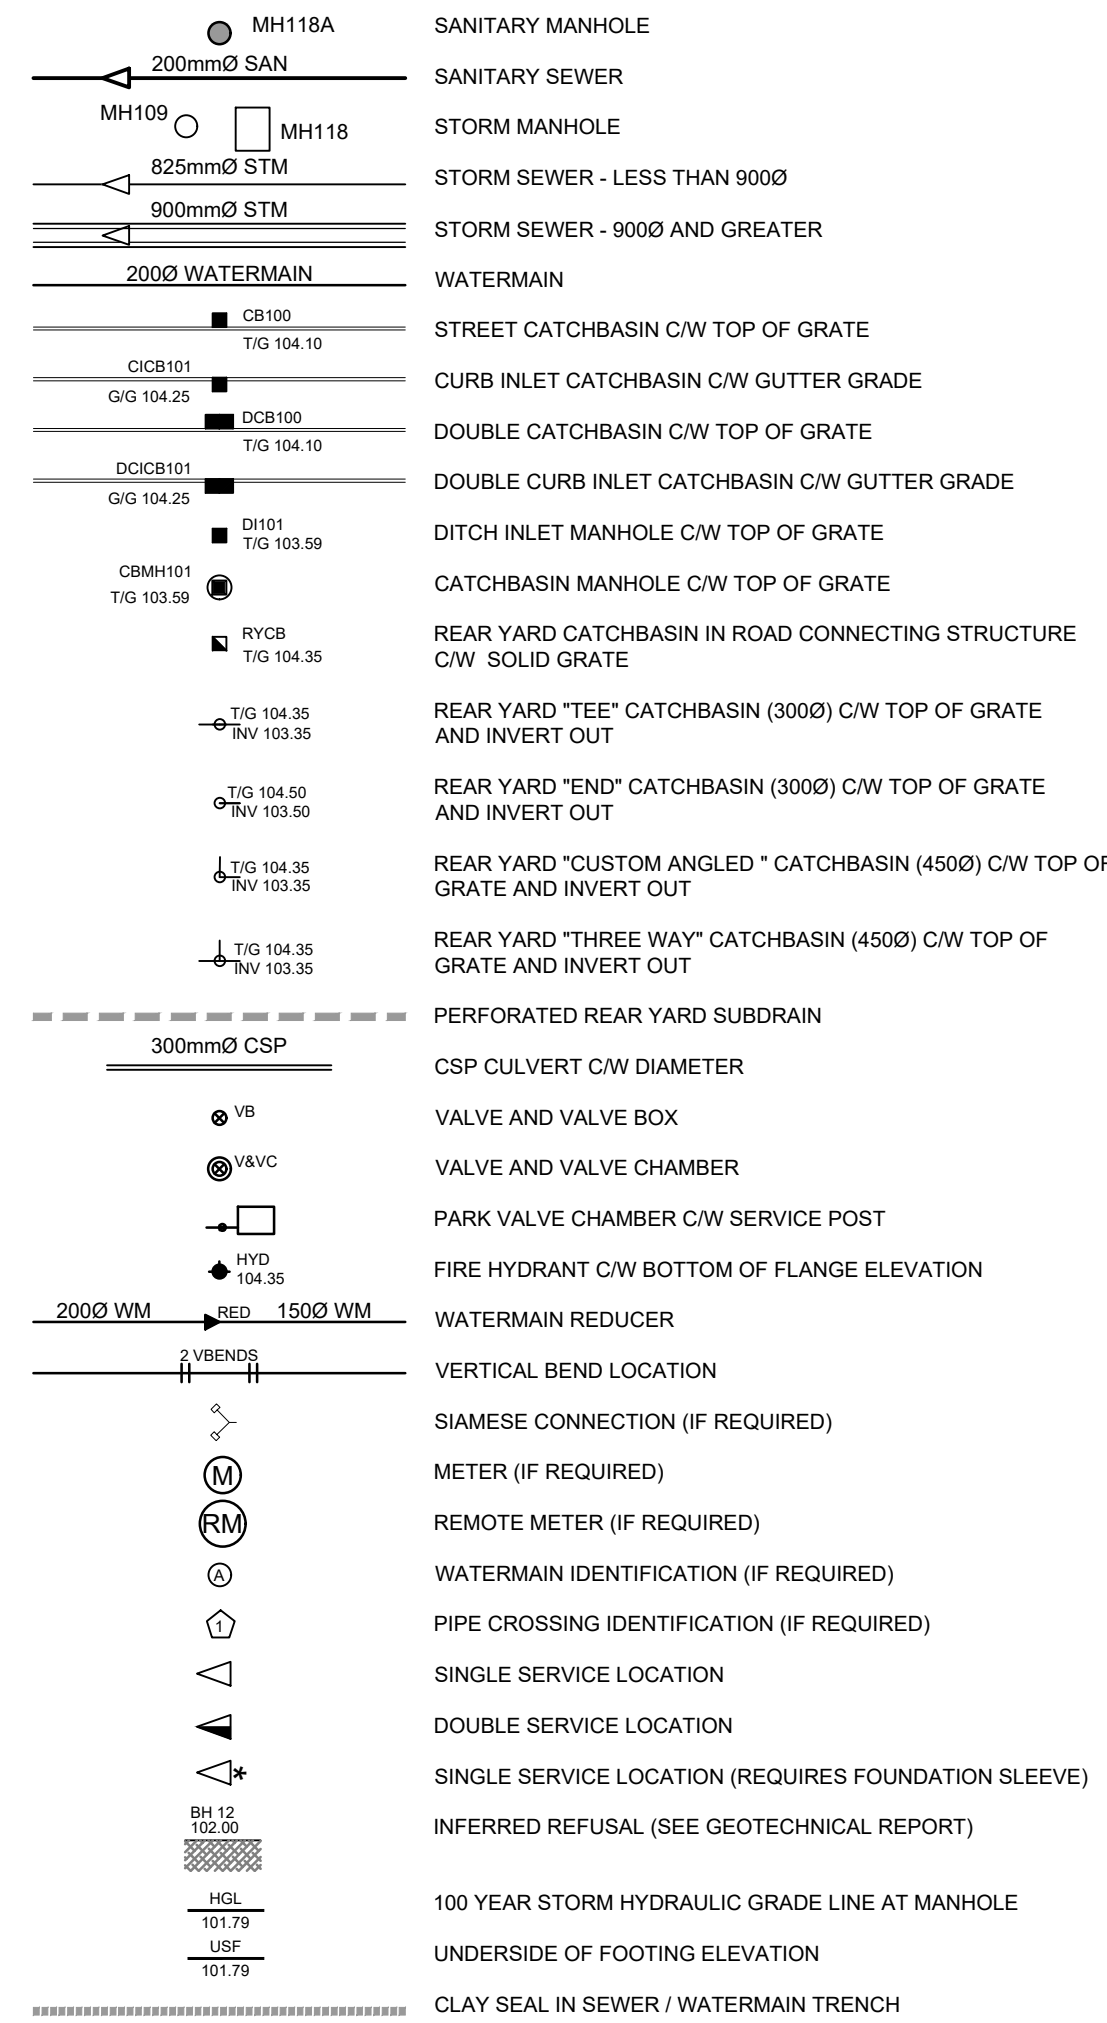 MH118A
SANITARY MANHOLE
200mmØ SAN
SANITARY SEWER
MH109
MH118
STORM MANHOLE
825mmØ STM
STORM SEWER - LESS THAN 900Ø
900mmØ STM
STORM SEWER - 900Ø AND GREATER
200Ø WATERMAIN
WATERMAIN
CB100
T/G 104.10
STREET CATCHBASIN C/W TOP OF GRATE
CICB101
G/G 104.25
CURB INLET CATCHBASIN C/W GUTTER GRADE
DCB100
T/G 104.10
DOUBLE CATCHBASIN C/W TOP OF GRATE
DCICB101
G/G 104.25
DOUBLE CURB INLET CATCHBASIN C/W GUTTER GRADE
DI101
T/G 103.59
DITCH INLET MANHOLE C/W TOP OF GRATE
CBMH101
T/G 103.59
CATCHBASIN MANHOLE C/W TOP OF GRATE
RYCB
T/G 104.35
REAR YARD CATCHBASIN IN ROAD CONNECTING STRUCTURE
C/W SOLID GRATE
T/G 104.35
INV 103.35
REAR YARD "TEE" CATCHBASIN (300Ø) C/W TOP OF GRATE
AND INVERT OUT
T/G 104.50
INV 103.50
REAR YARD "END" CATCHBASIN (300Ø) C/W TOP OF GRATE
AND INVERT OUT
T/G 104.35
INV 103.35
REAR YARD "CUSTOM ANGLED " CATCHBASIN (450Ø) C/W TOP OF
GRATE AND INVERT OUT
T/G 104.35
INV 103.35
REAR YARD "THREE WAY" CATCHBASIN (450Ø) C/W TOP OF
GRATE AND INVERT OUT
PERFORATED REAR YARD SUBDRAIN
300mmØ CSP
CSP CULVERT C/W DIAMETER
VB
VALVE AND VALVE BOX
V&VC
VALVE AND VALVE CHAMBER
PARK VALVE CHAMBER C/W SERVICE POST
HYD
104.35
FIRE HYDRANT C/W BOTTOM OF FLANGE ELEVATION
200Ø WM RED 150Ø WM
WATERMAIN REDUCER
2 VBENDS
VERTICAL BEND LOCATION
SIAMESE CONNECTION (IF REQUIRED)
M
METER (IF REQUIRED)
RM
REMOTE METER (IF REQUIRED)
A
WATERMAIN IDENTIFICATION (IF REQUIRED)
1
PIPE CROSSING IDENTIFICATION (IF REQUIRED)
SINGLE SERVICE LOCATION
DOUBLE SERVICE LOCATION
*
SINGLE SERVICE LOCATION (REQUIRES FOUNDATION SLEEVE)
BH 12
102.00
INFERRED REFUSAL (SEE GEOTECHNICAL REPORT)
HGL
101.79
100 YEAR STORM HYDRAULIC GRADE LINE AT MANHOLE
USF
101.79
UNDERSIDE OF FOOTING ELEVATION
CLAY SEAL IN SEWER / WATERMAIN TRENCH